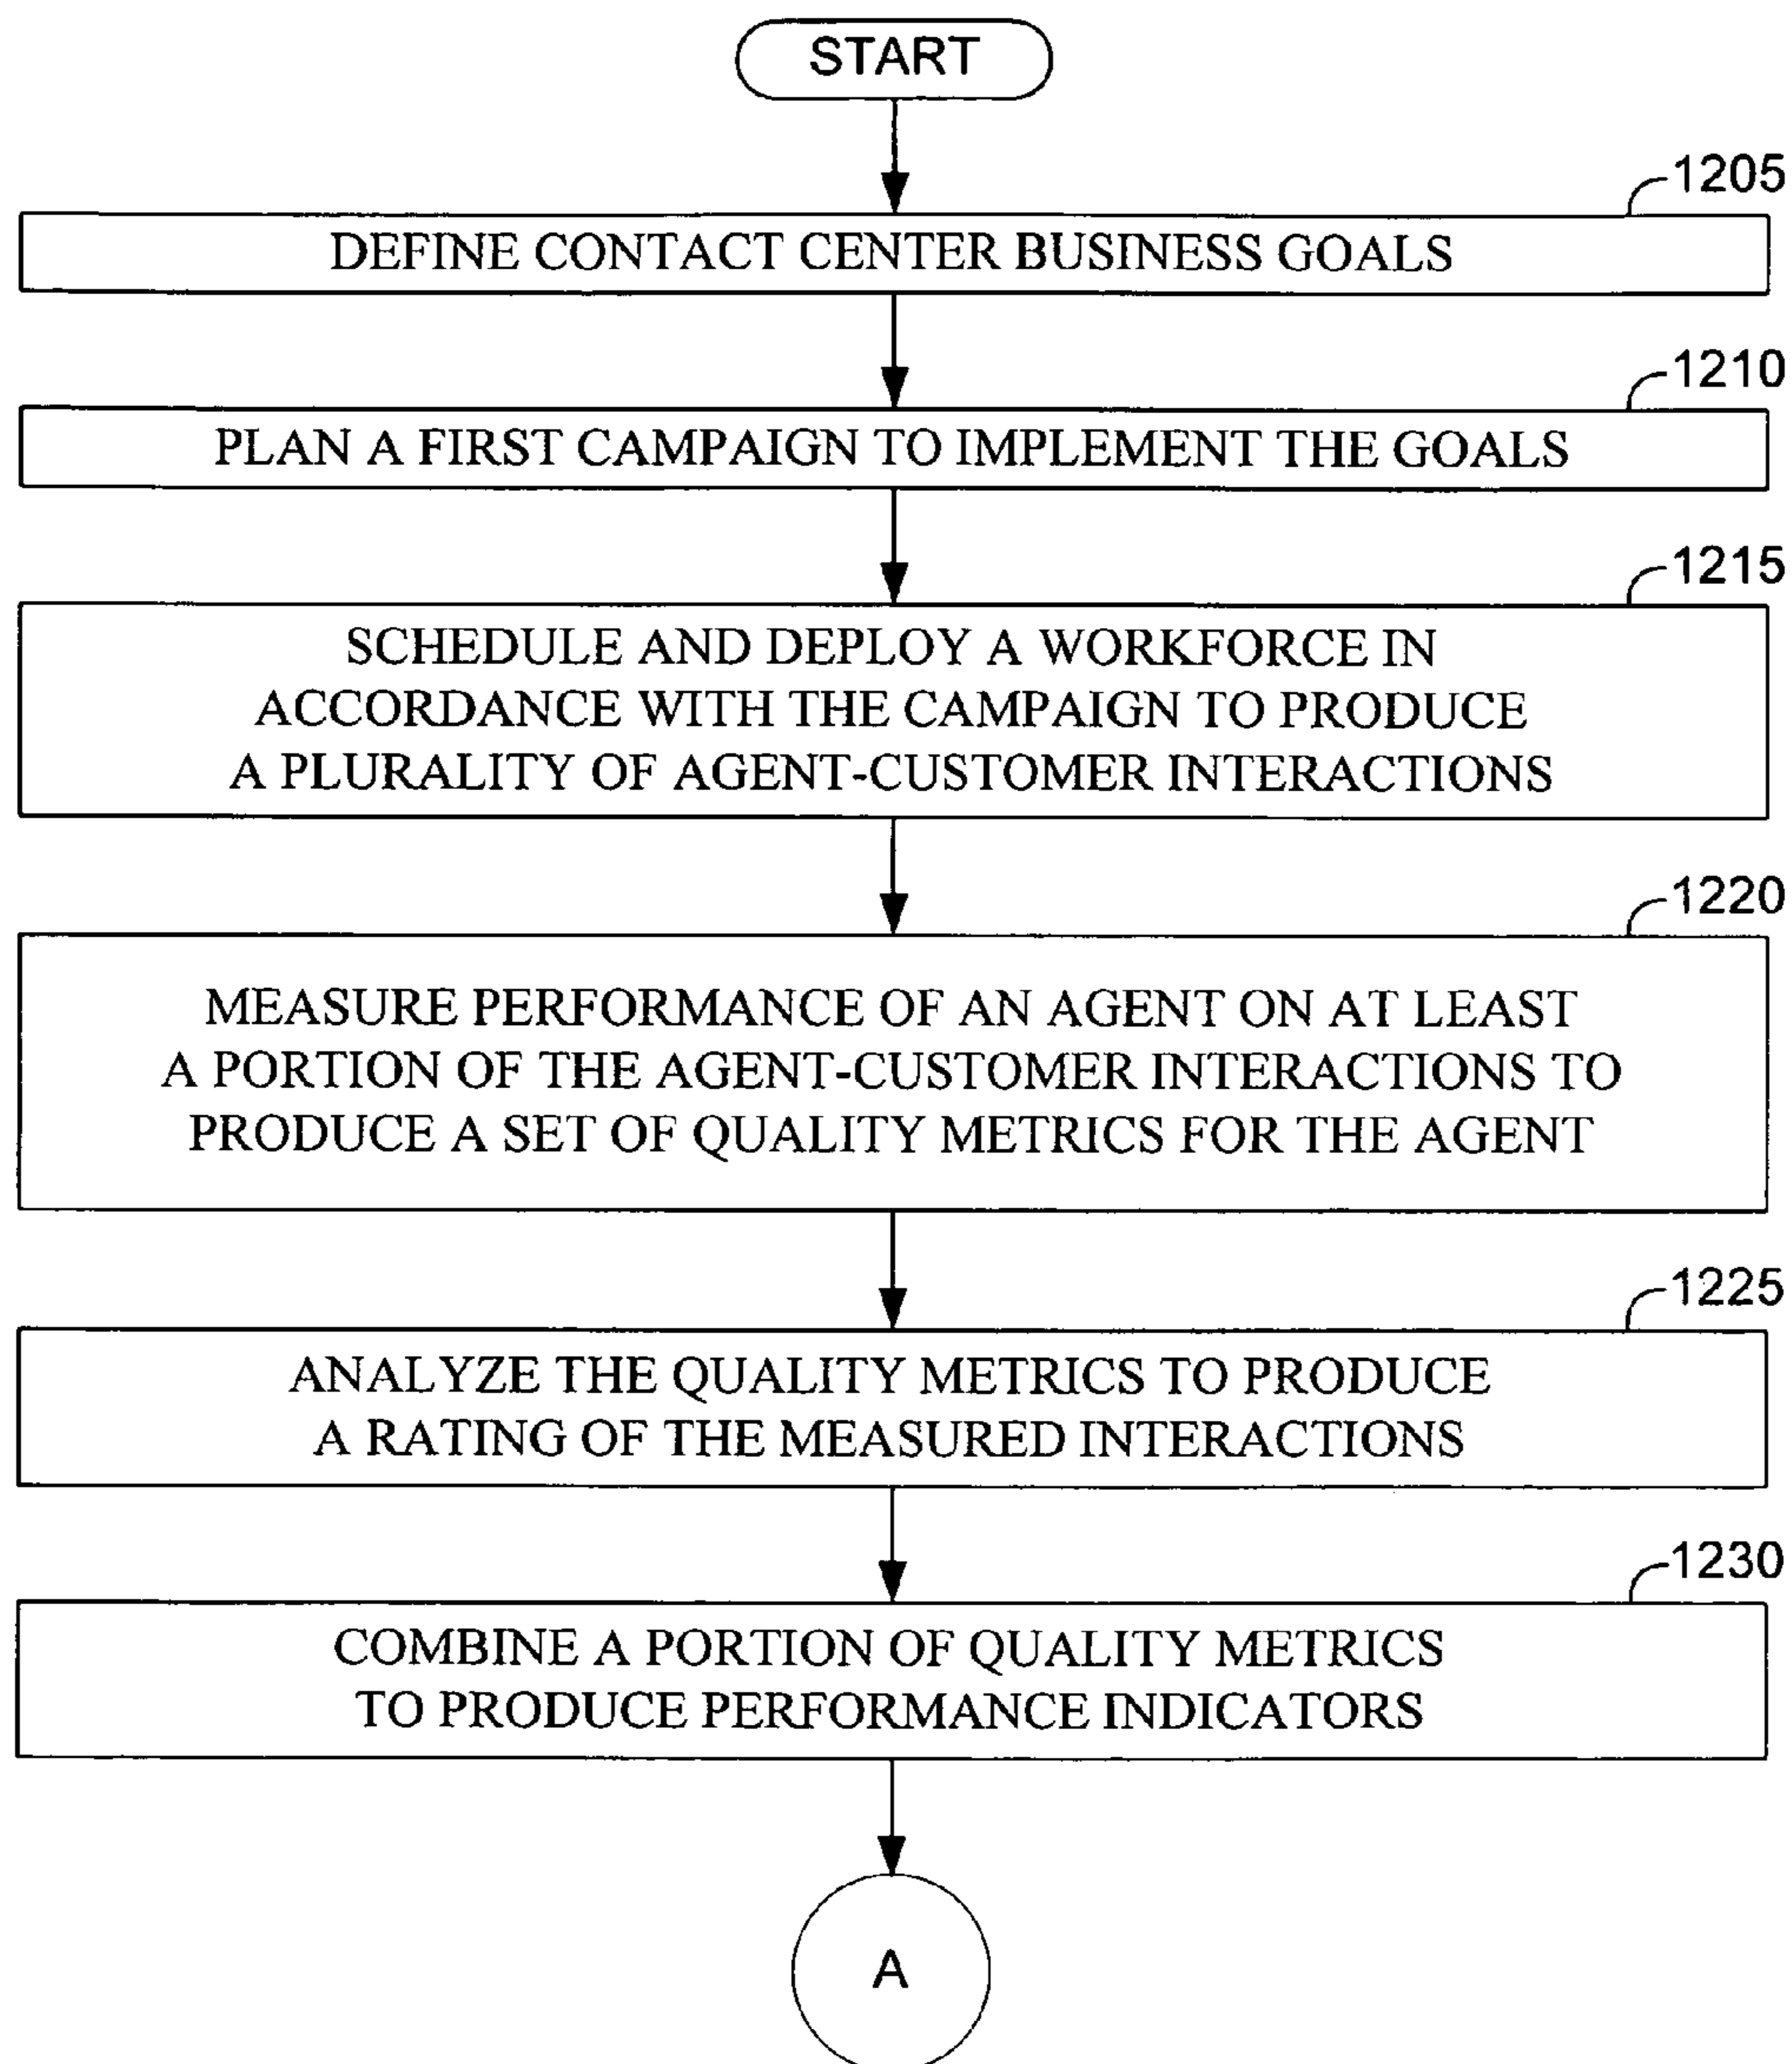 START
1205
DEFINE CONTACT CENTER BUSINESS GOALS
1210
PLAN A FIRST CAMPAIGN TO IMPLEMENT THE GOALS
1215
SCHEDULE AND DEPLOY A WORKFORCE IN
ACCORDANCE WITH THE CAMPAIGN TO PRODUCE
A PLURALITY OF AGENT-CUSTOMER INTERACTIONS
1220
MEASURE PERFORMANCE OF AN AGENT ON AT LEAST
A PORTION OF THE AGENT-CUSTOMER INTERACTIONS TO
PRODUCE A SET OF QUALITY METRICS FOR THE AGENT
1225
ANALYZE THE QUALITY METRICS TO PRODUCE
A RATING OF THE MEASURED INTERACTIONS
1230
COMBINE A PORTION OF QUALITY METRICS
TO PRODUCE PERFORMANCE INDICATORS
A